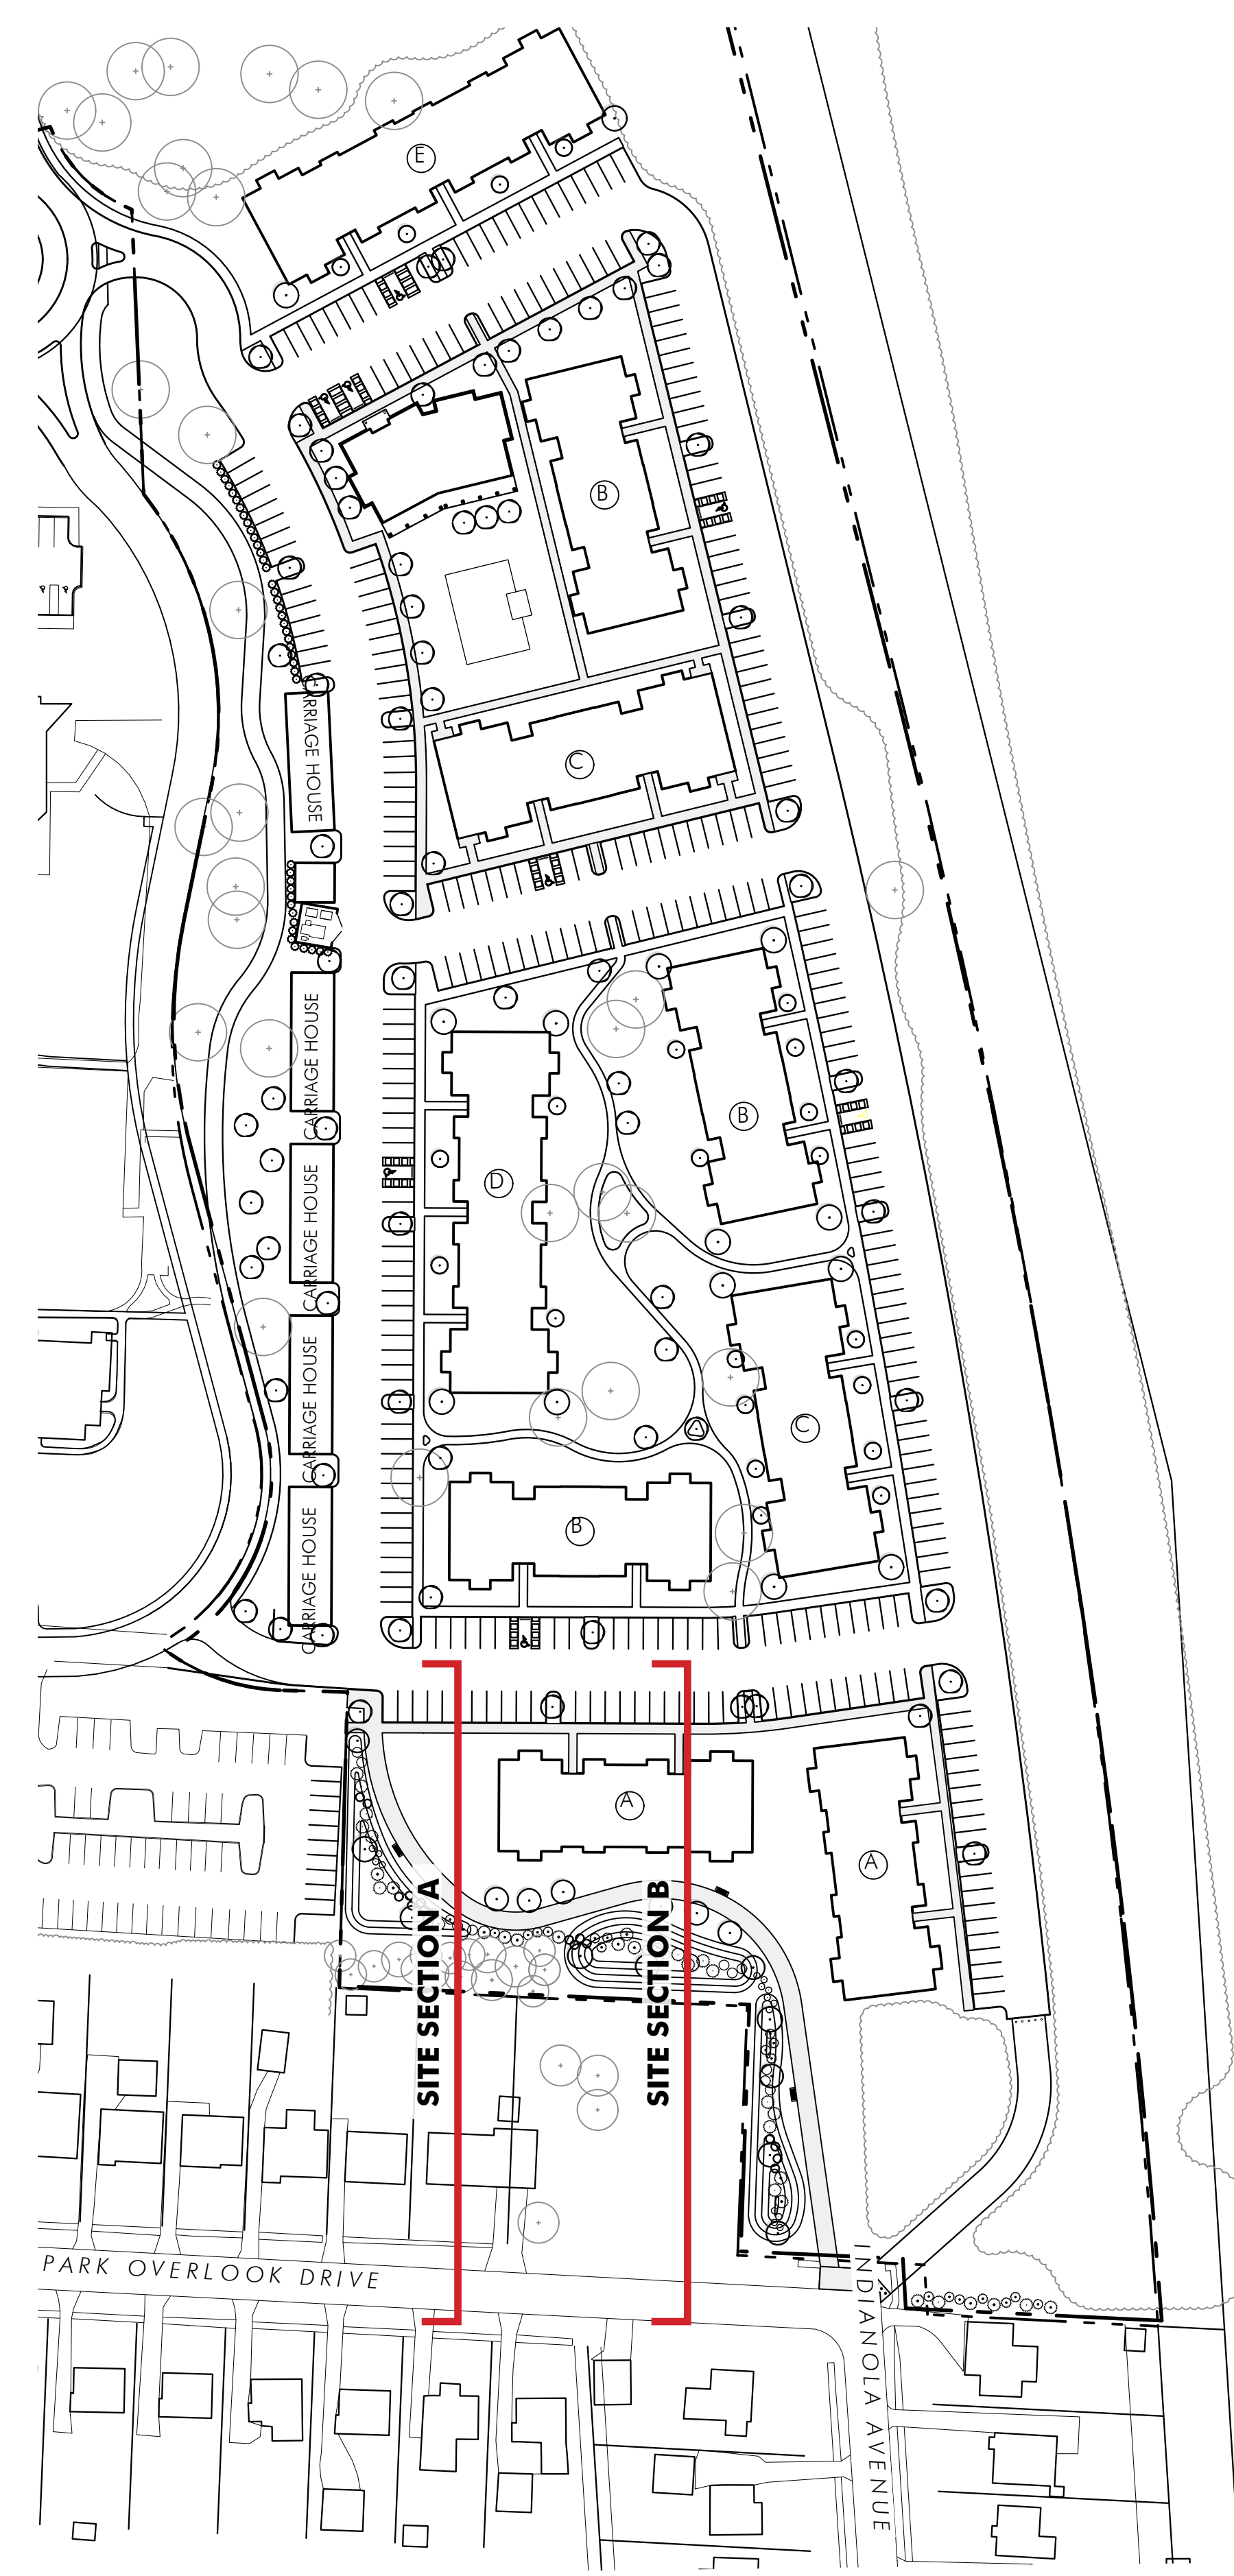 E
B
CARRIAGE HOUSE
C
CARRIAGE HOUSE
B
D
CARRIAGE HOUSE
CARRIAGE HOUSE
C
B
CARRIAGE HOUSE
A
A
SITE SECTION A
SITE SECTION B
PARK OVERLOOK DRIVE
INDIANOLA AVENUE